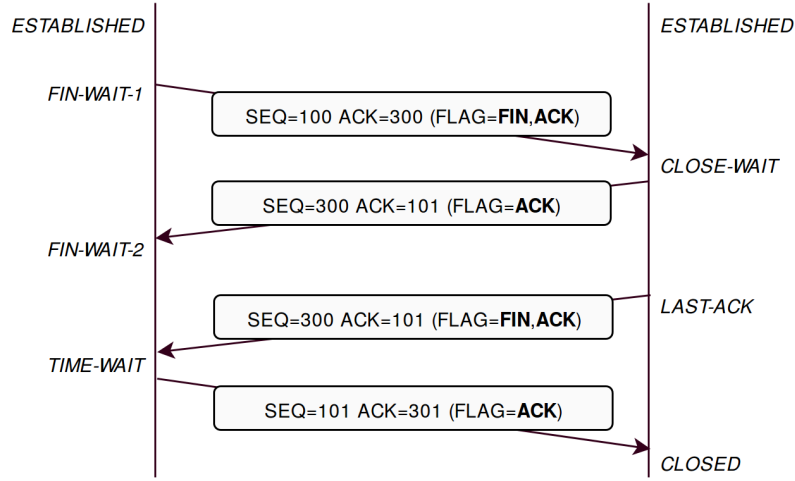 ESTABLISHED
ESTABLISHED
FIN-WAIT-1
SEQ=100 ACK=300 (FLAG=FIN,ACK)
CLOSE-WAIT
SEQ=300 ACK=101 (FLAG=ACK)
FIN-WAIT-2
SEQ=300 ACK=101 (FLAG=FIN,ACK)
LAST-ACK
TIME-WAIT
SEQ=101 ACK=301 (FLAG=ACK)
CLOSED